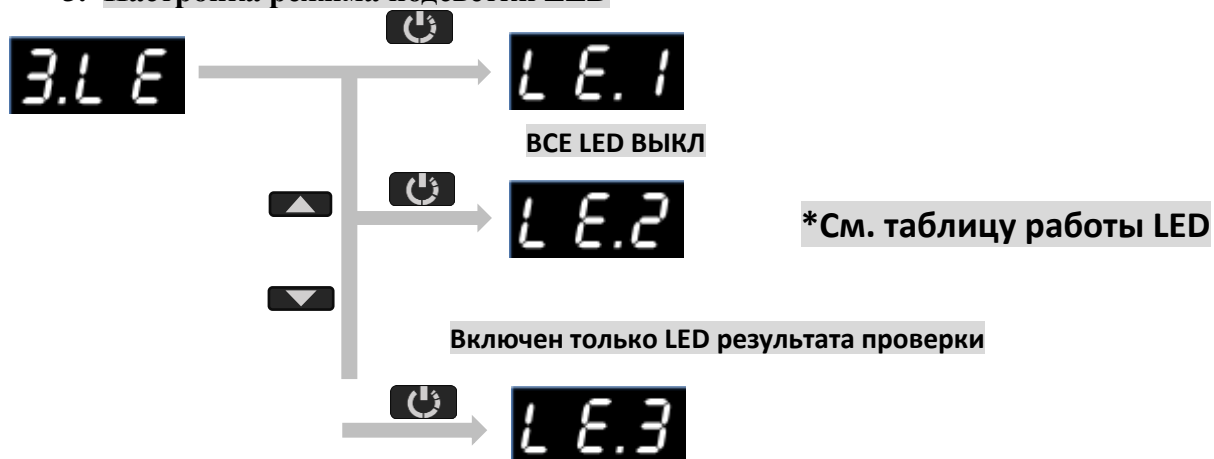 3. Настройка режима подсветки LED
3.L E
L E. 1
ВСЕ LED ВЫКЛ
L E.2
*См. таблицу работы LED
Включен только LED результата проверки
L E.3